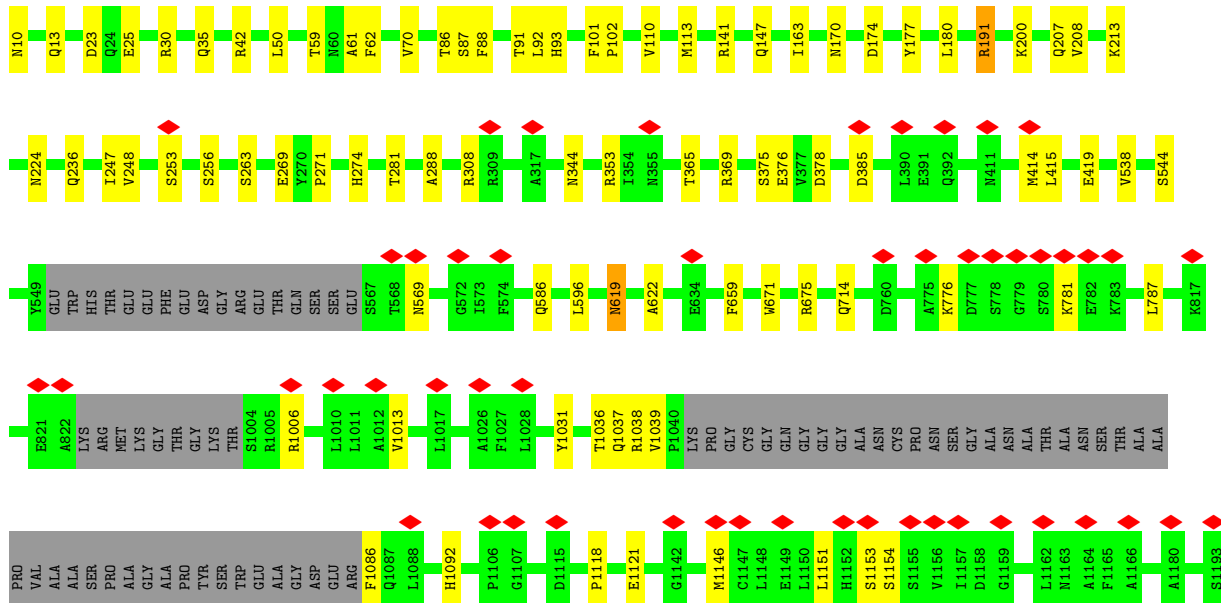 N10 Q13 D23 Q24 E25 R30 Q35 R42 L50 T59 N60 A61 F62 V70 T86 S87 F88 T91 L92 H93 F101 P102 V110 M113 R141 Q147 I163 N170 D174 Y177 L180 R191 K200 Q207 V208 K213
N224 Q236 I247 V248 S253 S256 S263 E269 Y270 P271 H274 T281 A288 R308 R309 A317 N344 R353 I354 N355 T365 R369 S375 E376 V377 D378 D385 L390 E391 Q392 N411 M414 L415 E419 V538 S544
Y549 GLU TRP HIS THR GLU GLU PHE GLU ASP GLY ARG GLU THR GLN SER SER GLU S567 T568 N569 G572 I573 F574 Q586 L596 N619 A622 E634 F659 W671 R675 Q714 D760 A775 K776 D777 S778 G779 S780 K781 E782 K783 L787 K817
E821 A822 LYS ARG MET LYS GLY THR GLY LYS THR S1004 R1005 R1006 L1010 L1011 A1012 V1013 L1017 A1026 F1027 L1028 Y1031 T1036 Q1037 R1038 V1039 P1040 LYS PRO GLY CYS GLY GLN GLY GLY GLY ALA ASN CYS PRO ASN SER GLY ALA ASN ALA THR ALA ASN SER THR ALA ALA
PRO VAL ALA ALA SER PRO ALA GLY ALA PRO TYR SER TRP GLU ALA GLY ASP GLU ARG F1086 Q1087 L1088 H1092 P1106 G1107 D1115 P1118 E1121 G1142 M1146 C1147 L1148 E1149 L1150 L1151 H1152 S1153 S1154 S1155 V1156 I1157 D1158 G1159 L1162 N1163 A1164 F1165 A1166 A1180 S1193